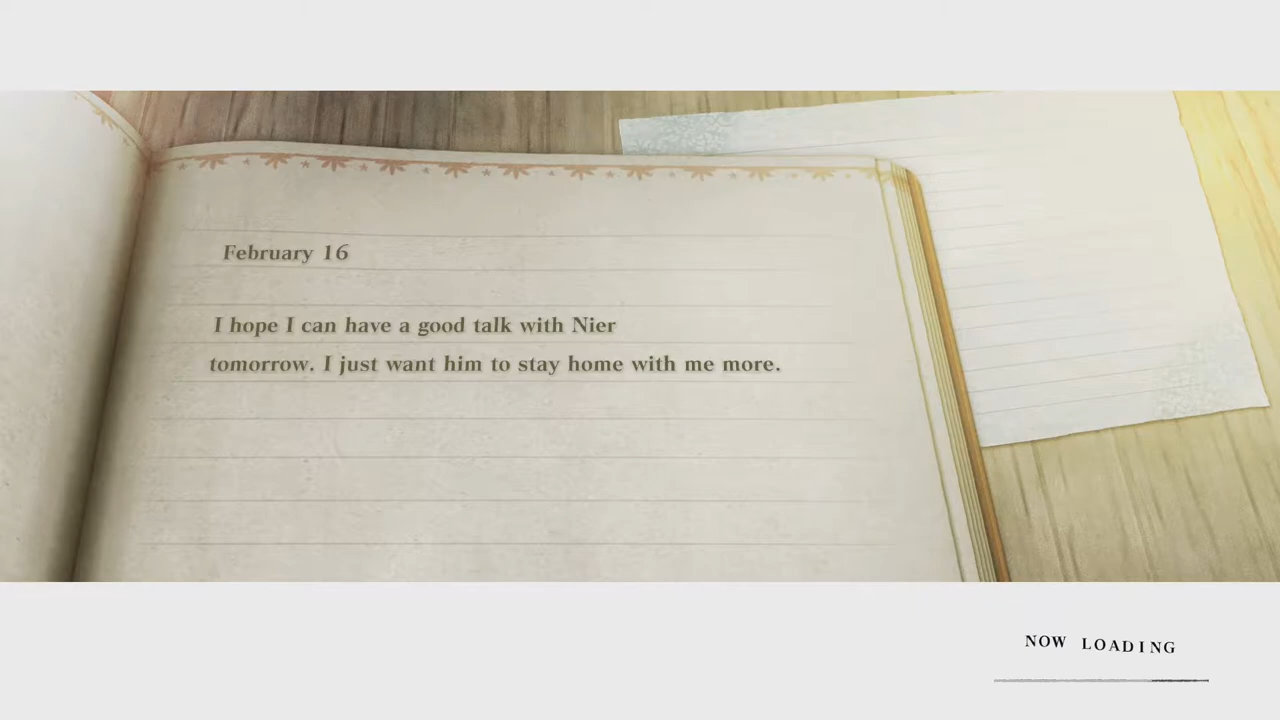 February 16
I hope I can have a good talk with Nier
tomorrow. I just want him to stay home with me more.
NOW LOADING